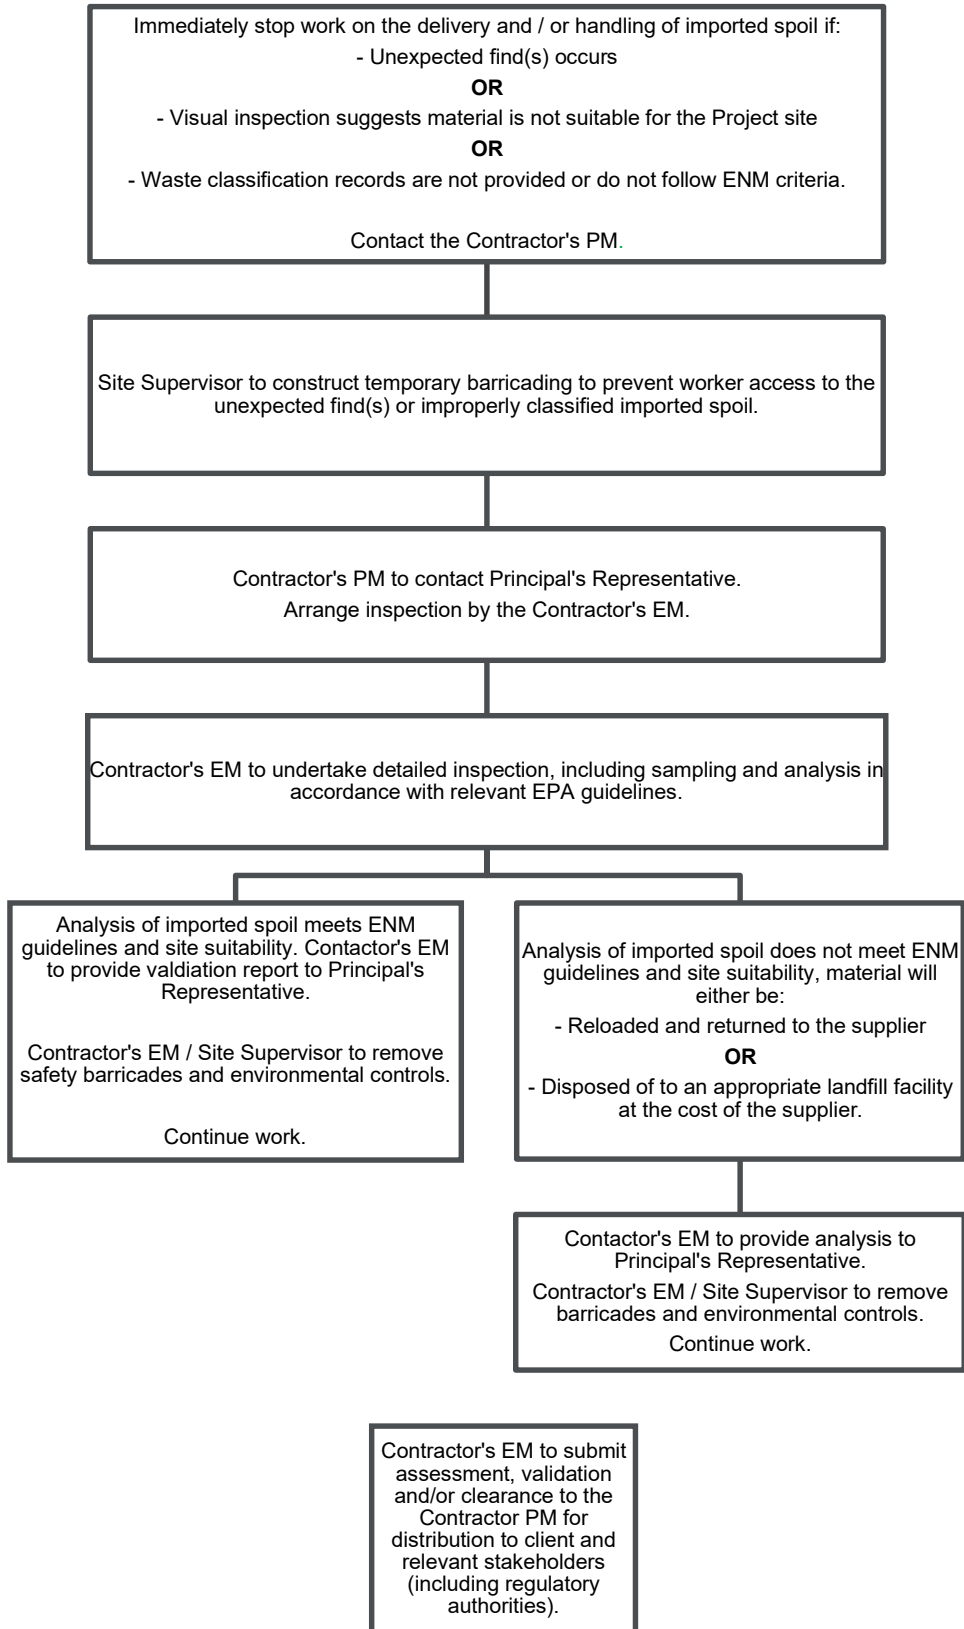 Immediately stop work on the delivery and / or handling of imported spoil if:
- Unexpected find(s) occurs
OR
- Visual inspection suggests material is not suitable for the Project site
OR
- Waste classification records are not provided or do not follow ENM criteria.
Contact the Contractor's PM.
Site Supervisor to construct temporary barricading to prevent worker access to the
unexpected find(s) or improperly classified imported spoil.
Contractor's PM to contact Principal's Representative.
Arrange inspection by the Contractor's EM.
Contractor's EM to undertake detailed inspection, including sampling and analysis in
accordance with relevant EPA guidelines.
Analysis of imported spoil meets ENM
guidelines and site suitability. Contactor's EM
to provide valdiation report to Principal's
Representative.
Contractor's EM / Site Supervisor to remove
safety barricades and environmental controls.
Continue work.
Analysis of imported spoil does not meet ENM
guidelines and site suitability, material will
either be:
- Reloaded and returned to the supplier
OR
- Disposed of to an appropriate landfill facility
at the cost of the supplier.
Contactor's EM to provide analysis to
Principal's Representative.
Contractor's EM / Site Supervisor to remove
barricades and environmental controls.
Continue work.
Contractor's EM to submit
assessment, validation
and/or clearance to the
Contractor PM for
distribution to client and
relevant stakeholders
(including regulatory
authorities).